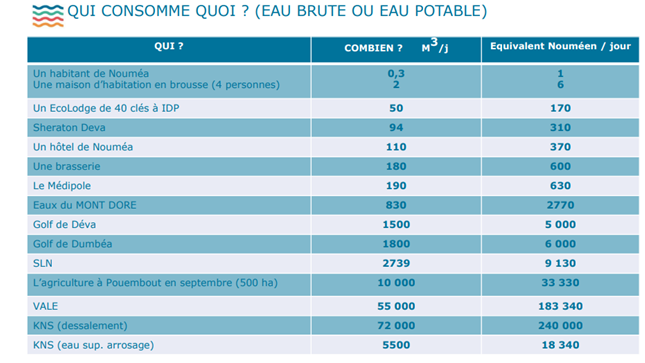 QUI CONSOMME QUOI ? (EAU BRUTE OU EAU POTABLE)
QUI ? COMBIEN ? M3/j Equivalent Nouméen / jour
Un habitant de Nouméa 0,3 1
Une maison d'habitation en brousse (4 personnes) 2 6
Un EcoLodge de 40 clés à IDP 50 170
Sheraton Deva 94 310
Un hôtel de Nouméa 110 370
Une brasserie 180 600
Le Médipole 190 630
Eaux du MONT DORE 830 2770
Golf de Déva 1500 5 000
Golf de Dumbéa 1800 6 000
SLN 2739 9 130
L'agriculture à Pouembout en septembre (500 ha) 10 000 33 330
VALE 55 000 183 340
KNS (dessalement) 72 000 240 000
KNS (eau sup. arrosage) 5500 18 340